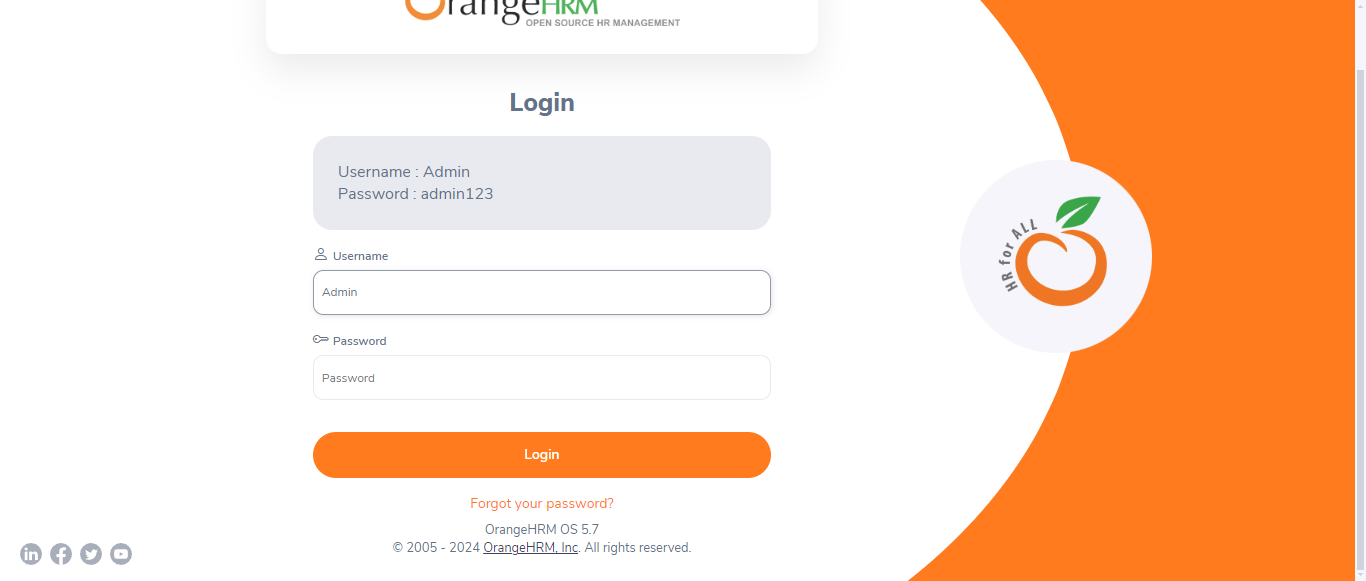 OrangeHRM
OPEN SOURCE HR MANAGEMENT
Login
Username : Admin
Password : admin123
Username
Admin
Password
Password
Login
Forgot your password?
OrangeHRM OS 5.7
© 2005 - 2024 OrangeHRM, Inc. All rights reserved.
HR for ALL
in